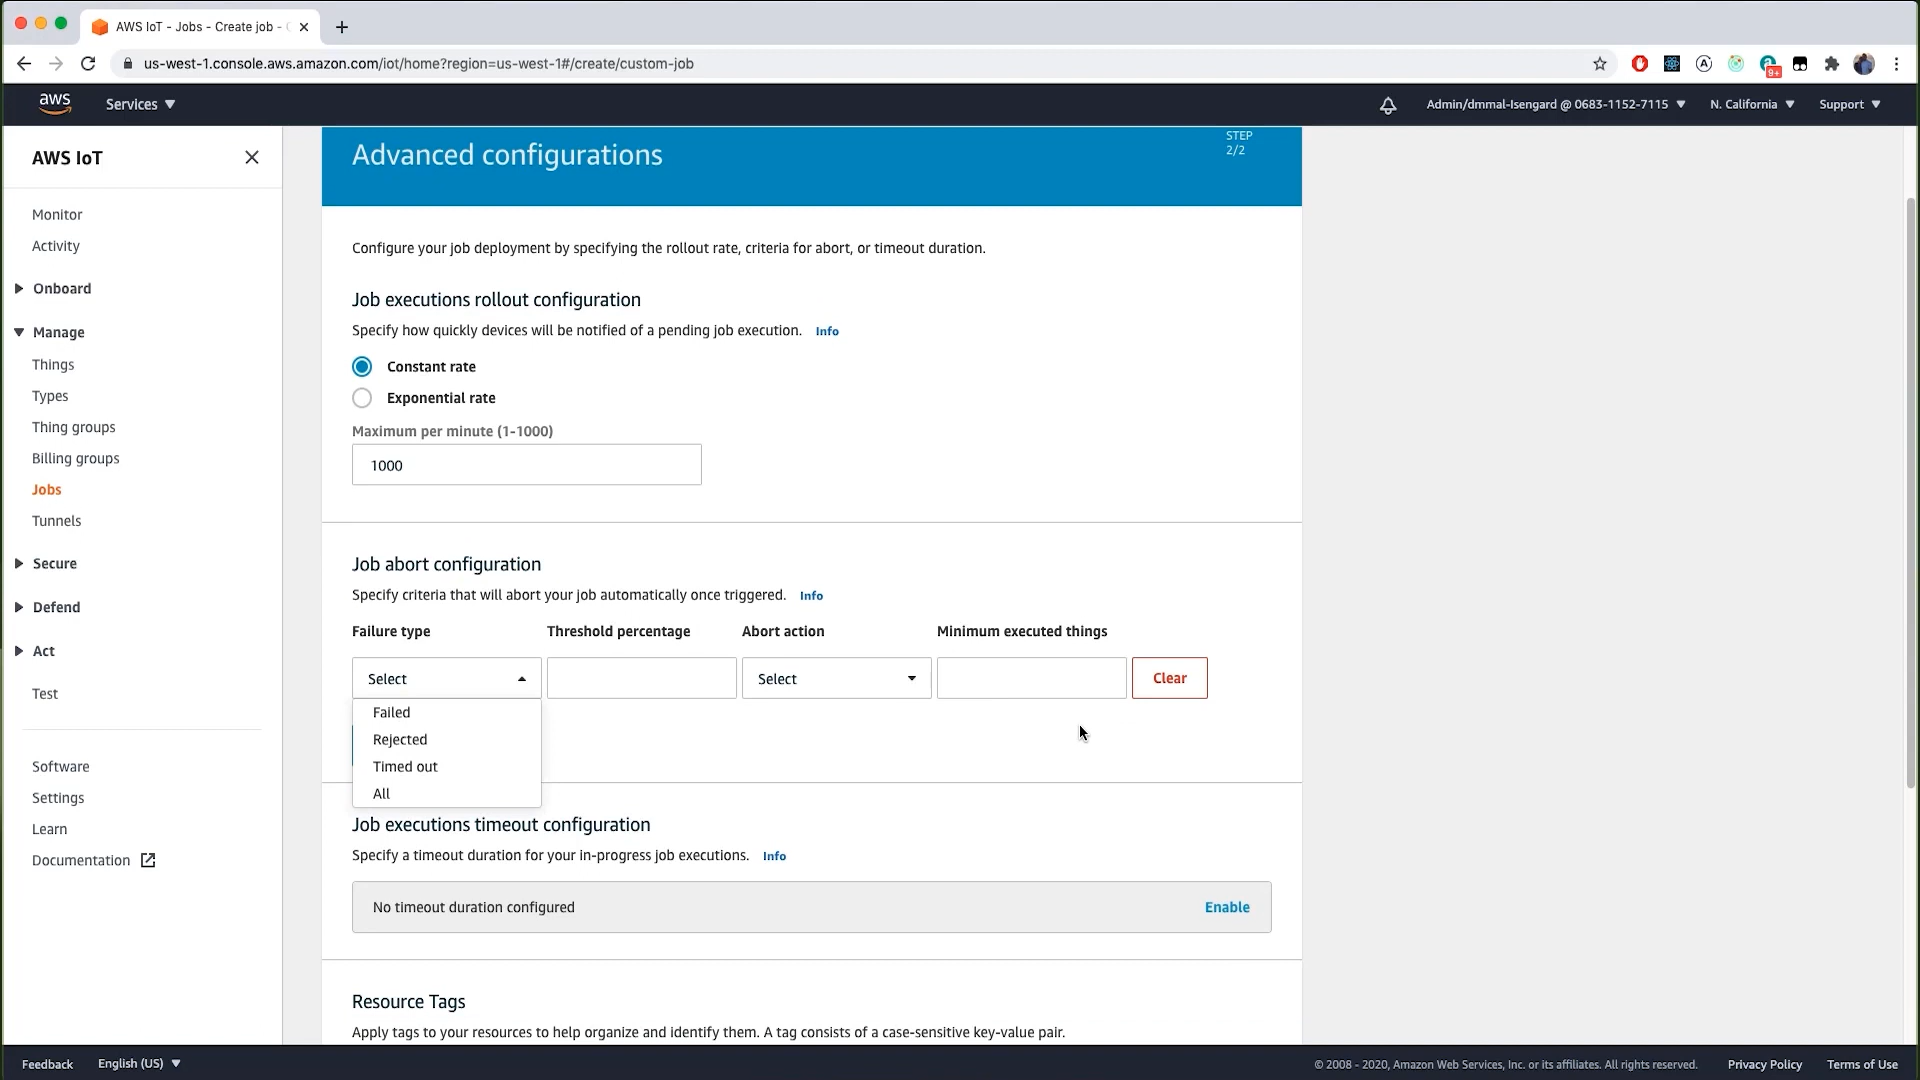 AWS IoT - Jobs - Create job -
us-west-1.console.aws.amazon.com/iot/home?region=us-west-1#/create/custom-job
9+
aws
Services
Admin/dmmal-Isengard @ 0683-1152-7115
N. California
Support
AWS IoT
Monitor
Activity
Onboard
Manage
Things
Types
Thing groups
Billing groups
Jobs
Tunnels
Secure
Defend
Act
Test
Software
Settings
Learn
Documentation
Advanced configurations
STEP
2/2
Configure your job deployment by specifying the rollout rate, criteria for abort, or timeout duration.
Job executions rollout configuration
Specify how quickly devices will be notified of a pending job execution. Info
Constant rate
Exponential rate
Maximum per minute (1-1000)
1000
Job abort configuration
Specify criteria that will abort your job automatically once triggered. Info
Failure type Threshold percentage Abort action Minimum executed things
Select Select Clear
Failed
Rejected
Timed out
All
Job executions timeout configuration
Specify a timeout duration for your in-progress job executions. Info
No timeout duration configured Enable
Resource Tags
Apply tags to your resources to help organize and identify them. A tag consists of a case-sensitive key-value pair.
Feedback English (US) © 2008 - 2020, Amazon Web Services, Inc. or its affiliates. All rights reserved. Privacy Policy Terms of Use